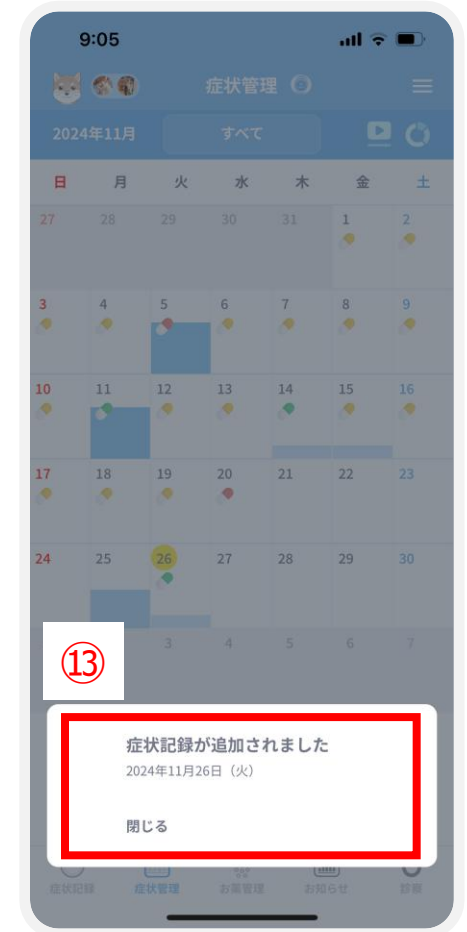 9:05
症状管理
2024年11月 すべて
日 月 火 水 木 金 土
27 28 29 30 31 1 2
3 4 5 6 7 8 9
10 11 12 13 14 15 16
17 18 19 20 21 22 23
24 25 26 27 28 29 30
3 4 5 6 7
⑬
症状記録が追加されました
2024年11月26日（火）
閉じる
症状記録 症状管理 お薬管理 お知らせ 診察